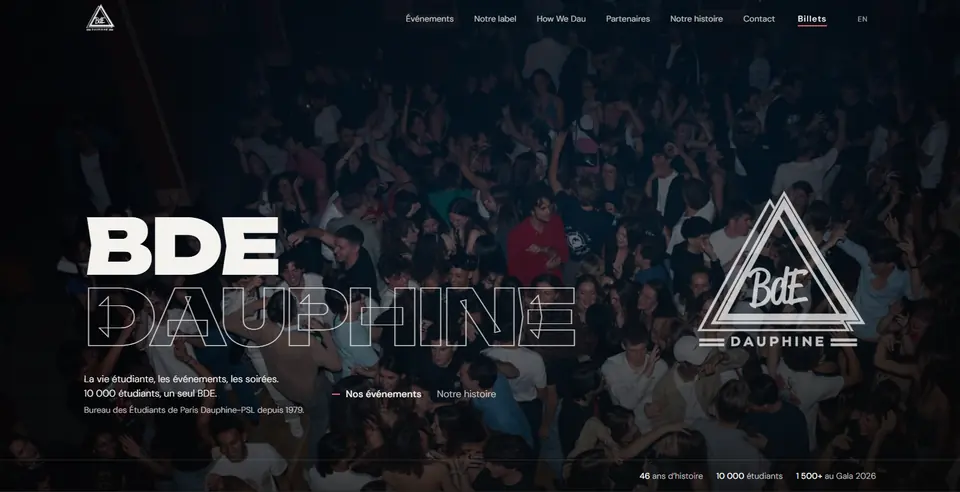 Événements Notre label How We Dau Partenaires Notre histoire Contact Billets EN
BDE
DAUPHINE
BdE
DAUPHINE
La vie étudiante, les événements, les soirées.
10 000 étudiants, un seul BDE.
Bureau des Étudiants de Paris Dauphine-PSL depuis 1979.
Nos événements Notre histoire
46 ans d'histoire 10 000 étudiants 1 500+ au Gala 2026